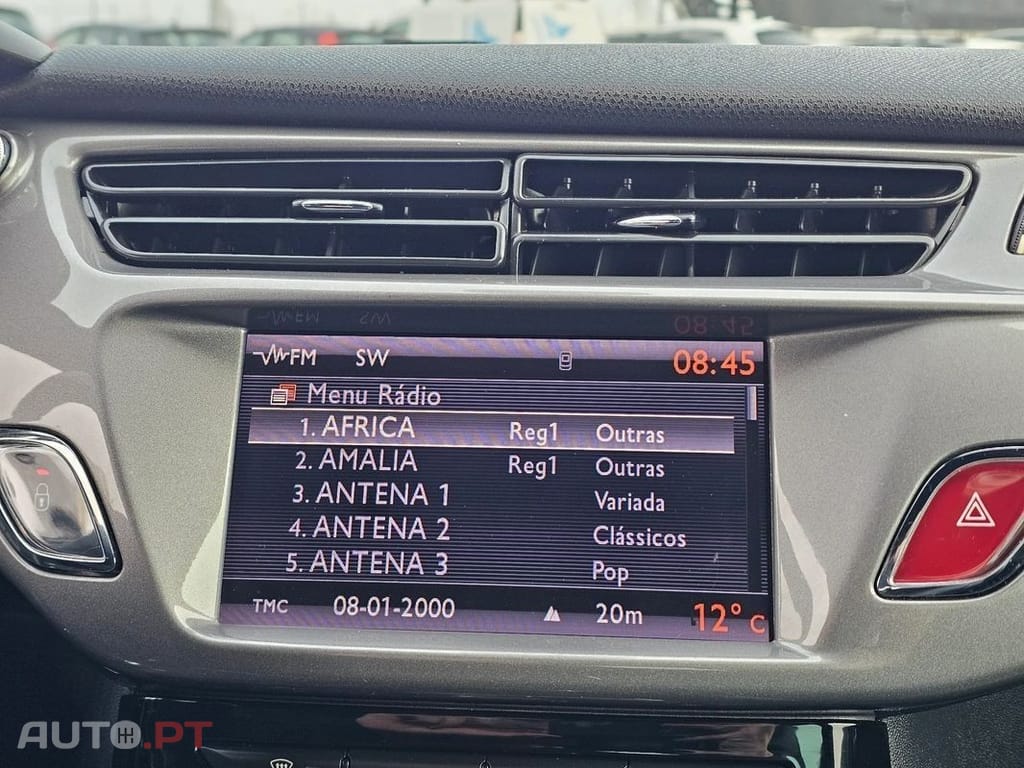 FM SW 08:45
Menu Rádio
1. AFRICA Reg1 Outras
2. AMALIA Reg1 Outras
3. ANTENA 1 Variada
4. ANTENA 2 Clássicos
5. ANTENA 3 Pop
TMC 08-01-2000 20m 12° C
AUTO.PT